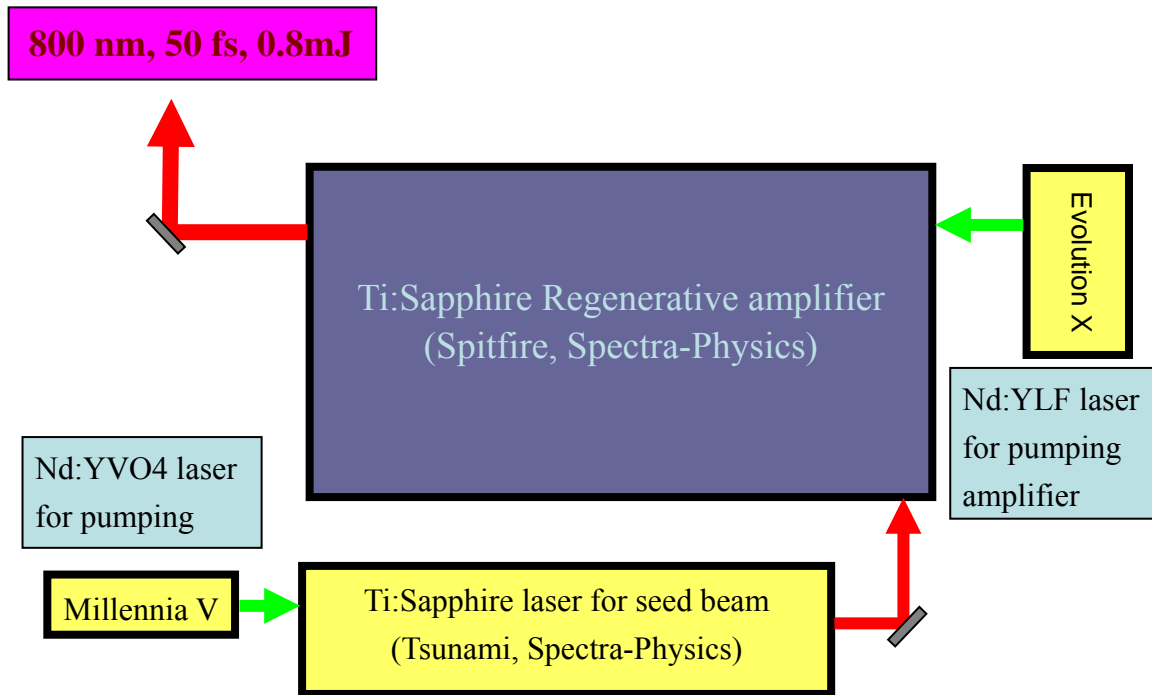 800 nm, 50 fs, 0.8mJ
Ti:Sapphire Regenerative amplifier
(Spitfire, Spectra-Physics)
Evolution X
Nd:YLF laser
for pumping
amplifier
Nd:YVO4 laser
for pumping
Millennia V
Ti:Sapphire laser for seed beam
(Tsunami, Spectra-Physics)